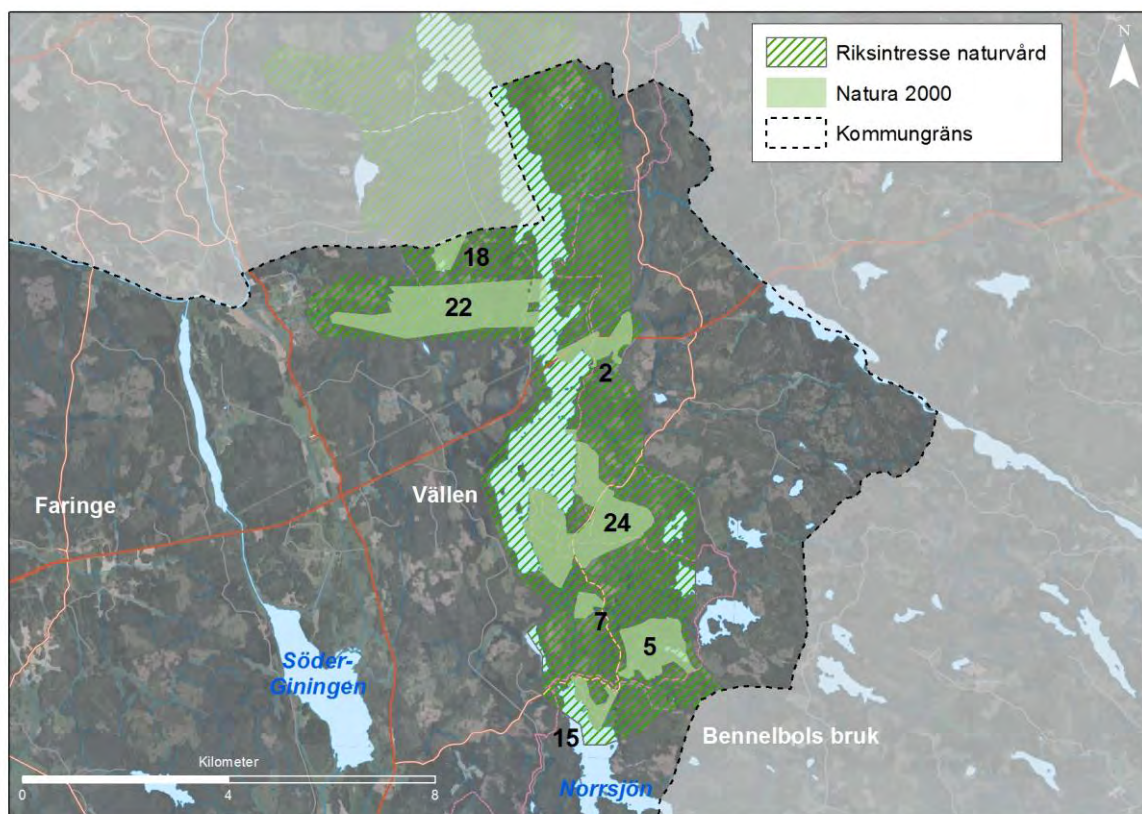 N
Riksintresse naturvård
Natura 2000
Kommungräns
18
22
2
Vällen
Faringe
24
7
5
Söder-
Giningen
15
Bennelbols bruk
Kilometer
0 4 8
Norrsjön